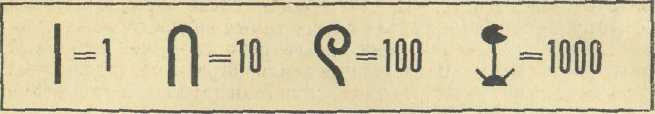 𓏺 =1 𓎆 =10 𓍢 =100 𓆼 =1000